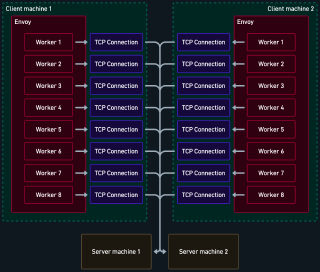 Client machine 1
Client machine 2
Envoy
Envoy
Worker 1 TCP Connection TCP Connection Worker 1
Worker 2 TCP Connection TCP Connection Worker 2
Worker 3 TCP Connection TCP Connection Worker 3
Worker 4 TCP Connection TCP Connection Worker 4
Worker 5 TCP Connection TCP Connection Worker 5
Worker 6 TCP Connection TCP Connection Worker 6
Worker 7 TCP Connection TCP Connection Worker 7
Worker 8 TCP Connection TCP Connection Worker 8
Server machine 1
Server machine 2